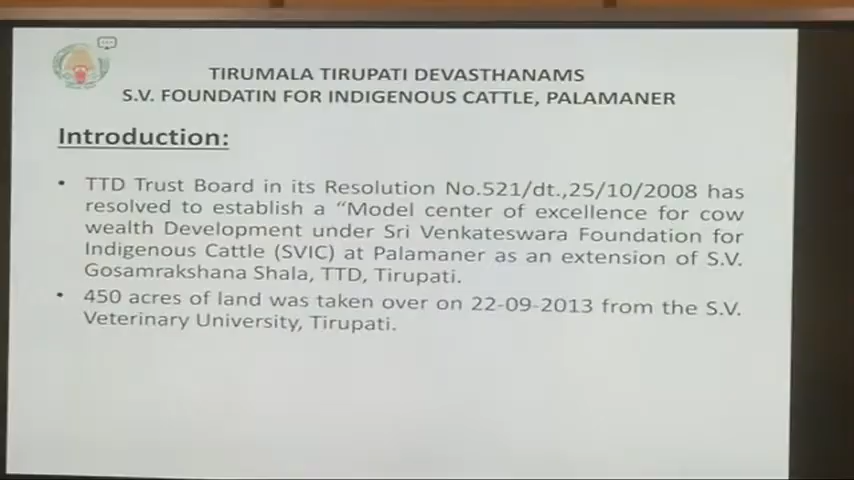 TIRUMALA TIRUPATI DEVASTHANAMS
S.V. FOUNDATIN FOR INDIGENOUS CATTLE, PALAMANER
Introduction:
• TTD Trust Board in its Resolution No.521/dt.,25/10/2008 has
resolved to establish a “Model center of excellence for cow
wealth Development under Sri Venkateswara Foundation for
Indigenous Cattle (SVIC) at Palamaner as an extension of S.V.
Gosamrakshana Shala, TTD, Tirupati.
• 450 acres of land was taken over on 22-09-2013 from the S.V.
Veterinary University, Tirupati.